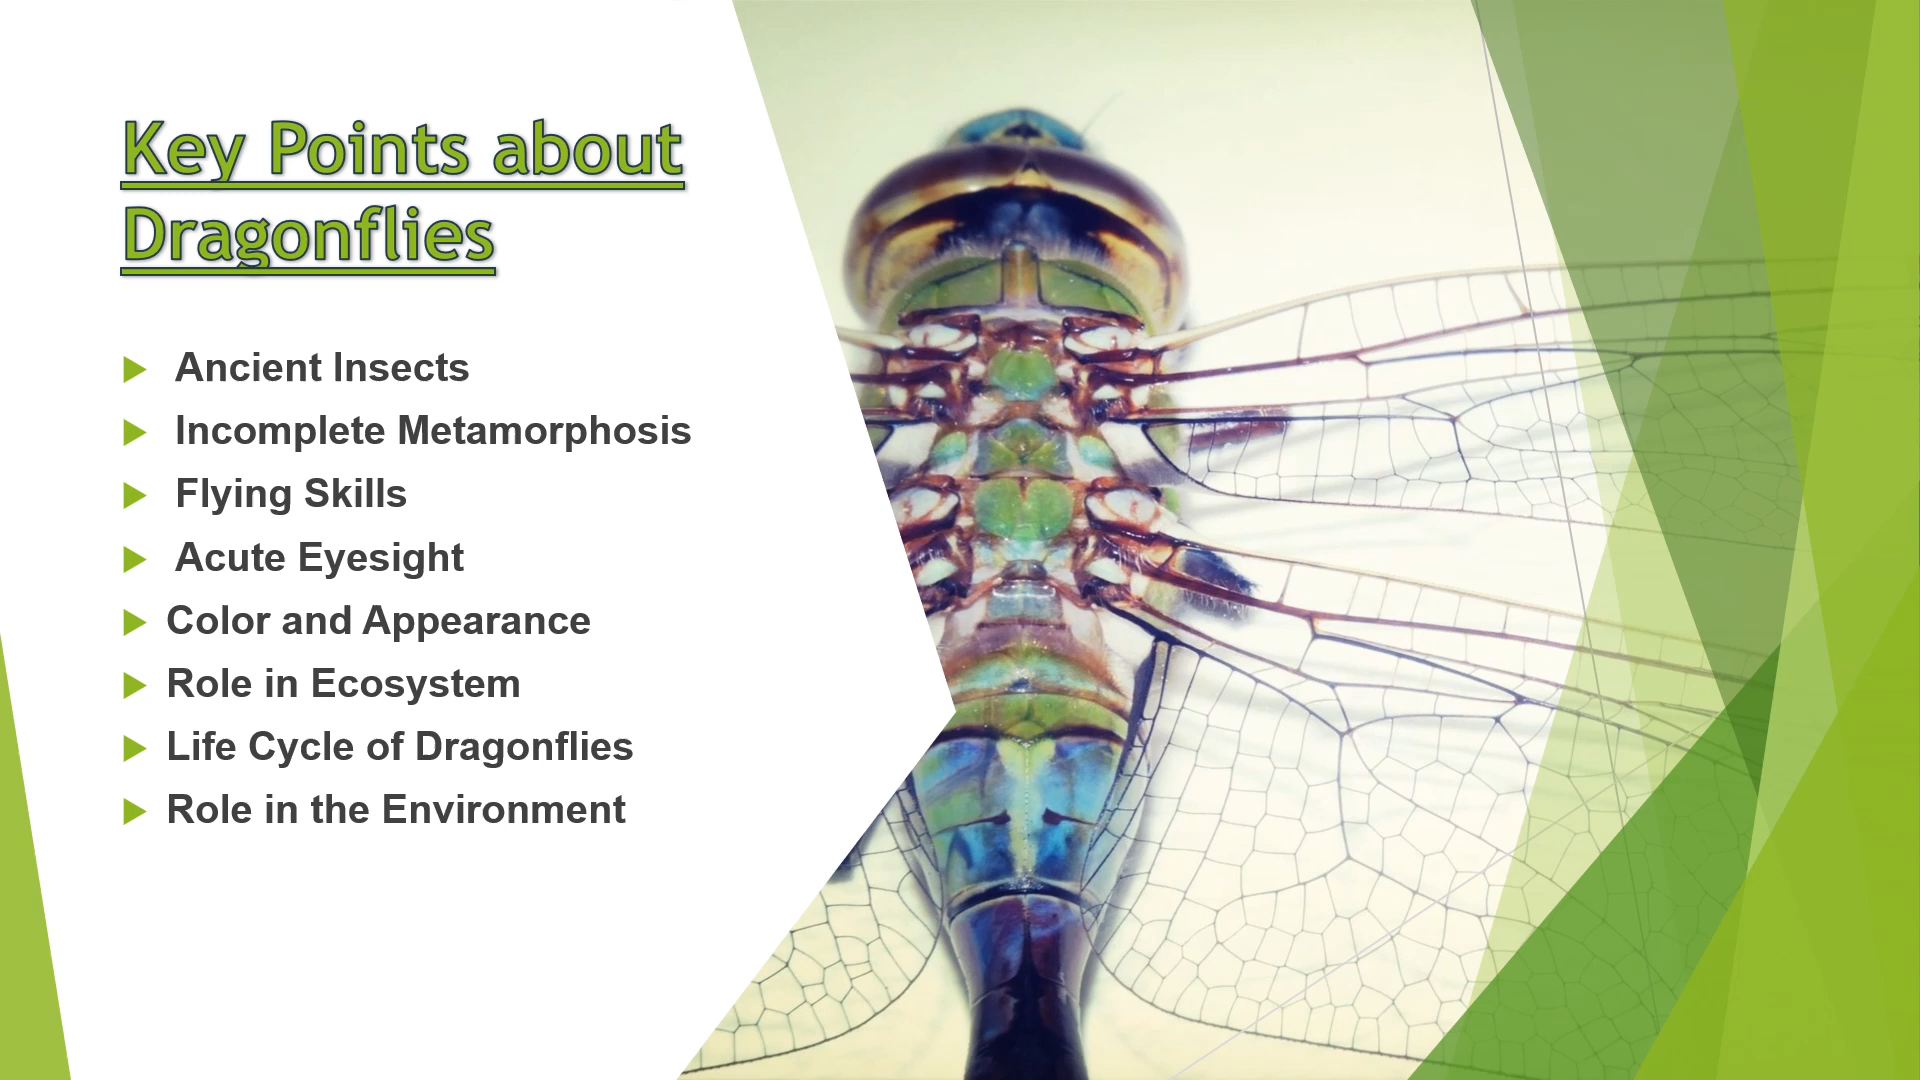 Key Points about
Dragonflies
Ancient Insects
Incomplete Metamorphosis
Flying Skills
Acute Eyesight
Color and Appearance
Role in Ecosystem
Life Cycle of Dragonflies
Role in the Environment